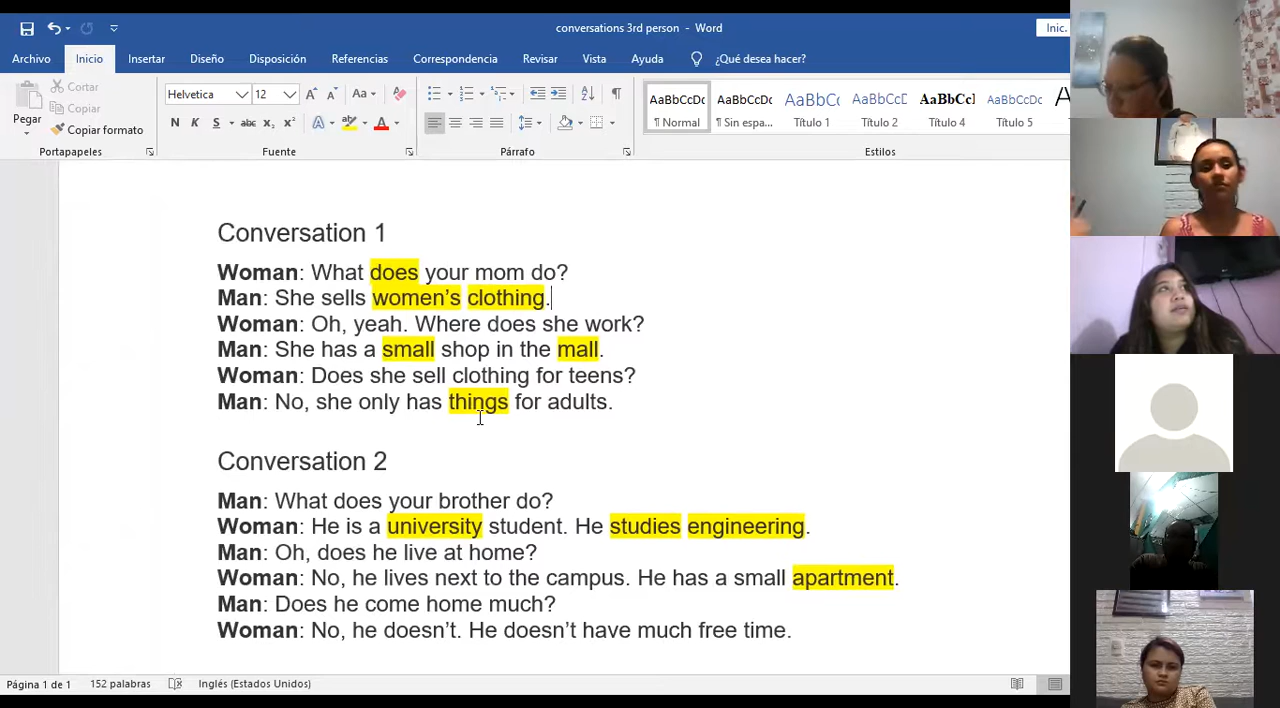 conversations 3rd person - Word
Inic.
Archivo Inicio Insertar Diseño Disposición Referencias Correspondencia Revisar Vista Ayuda ¿Qué desea hacer?
Pegar
Cortar
Copiar
Copiar formato
Portapapeles
Helvetica 12 Aa
N K S abc x₂ x² A A
Fuente
Párrafo
AaBbCcDc AaBbCcDc AaBbC AaBbCcD AaBbCcI AaBbCcDc
¶ Normal ¶ Sin espa... Título 1 Título 2 Título 4 Título 5
Estilos
Conversation 1
Woman: What does your mom do?
Man: She sells women’s clothing.
Woman: Oh, yeah. Where does she work?
Man: She has a small shop in the mall.
Woman: Does she sell clothing for teens?
Man: No, she only has things for adults.
Conversation 2
Man: What does your brother do?
Woman: He is a university student. He studies engineering.
Man: Oh, does he live at home?
Woman: No, he lives next to the campus. He has a small apartment.
Man: Does he come home much?
Woman: No, he doesn’t. He doesn’t have much free time.
Página 1 de 1 152 palabras Inglés (Estados Unidos)